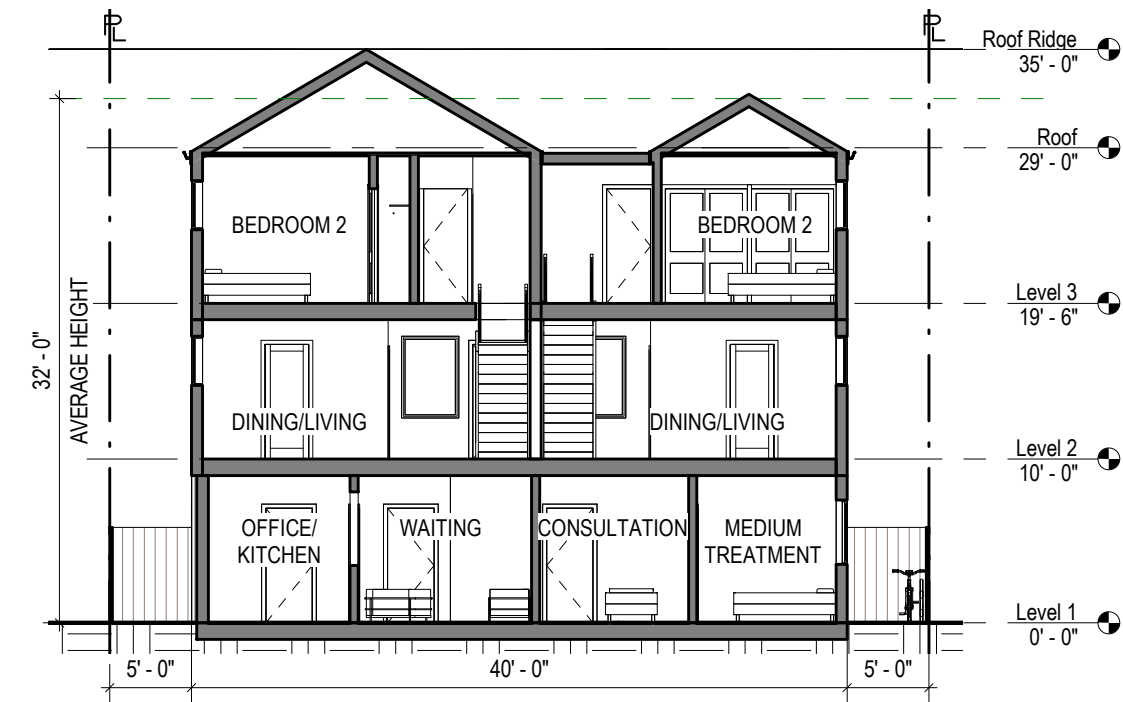 PL
PL
Roof Ridge
35' - 0"
Roof
29' - 0"
BEDROOM 2
BEDROOM 2
Level 3
19' - 6"
AVERAGE HEIGHT
32' - 0"
DINING/LIVING
DINING/LIVING
Level 2
10' - 0"
OFFICE/
KITCHEN
WAITING
CONSULTATION
MEDIUM
TREATMENT
Level 1
0' - 0"
5' - 0"
40' - 0"
5' - 0"